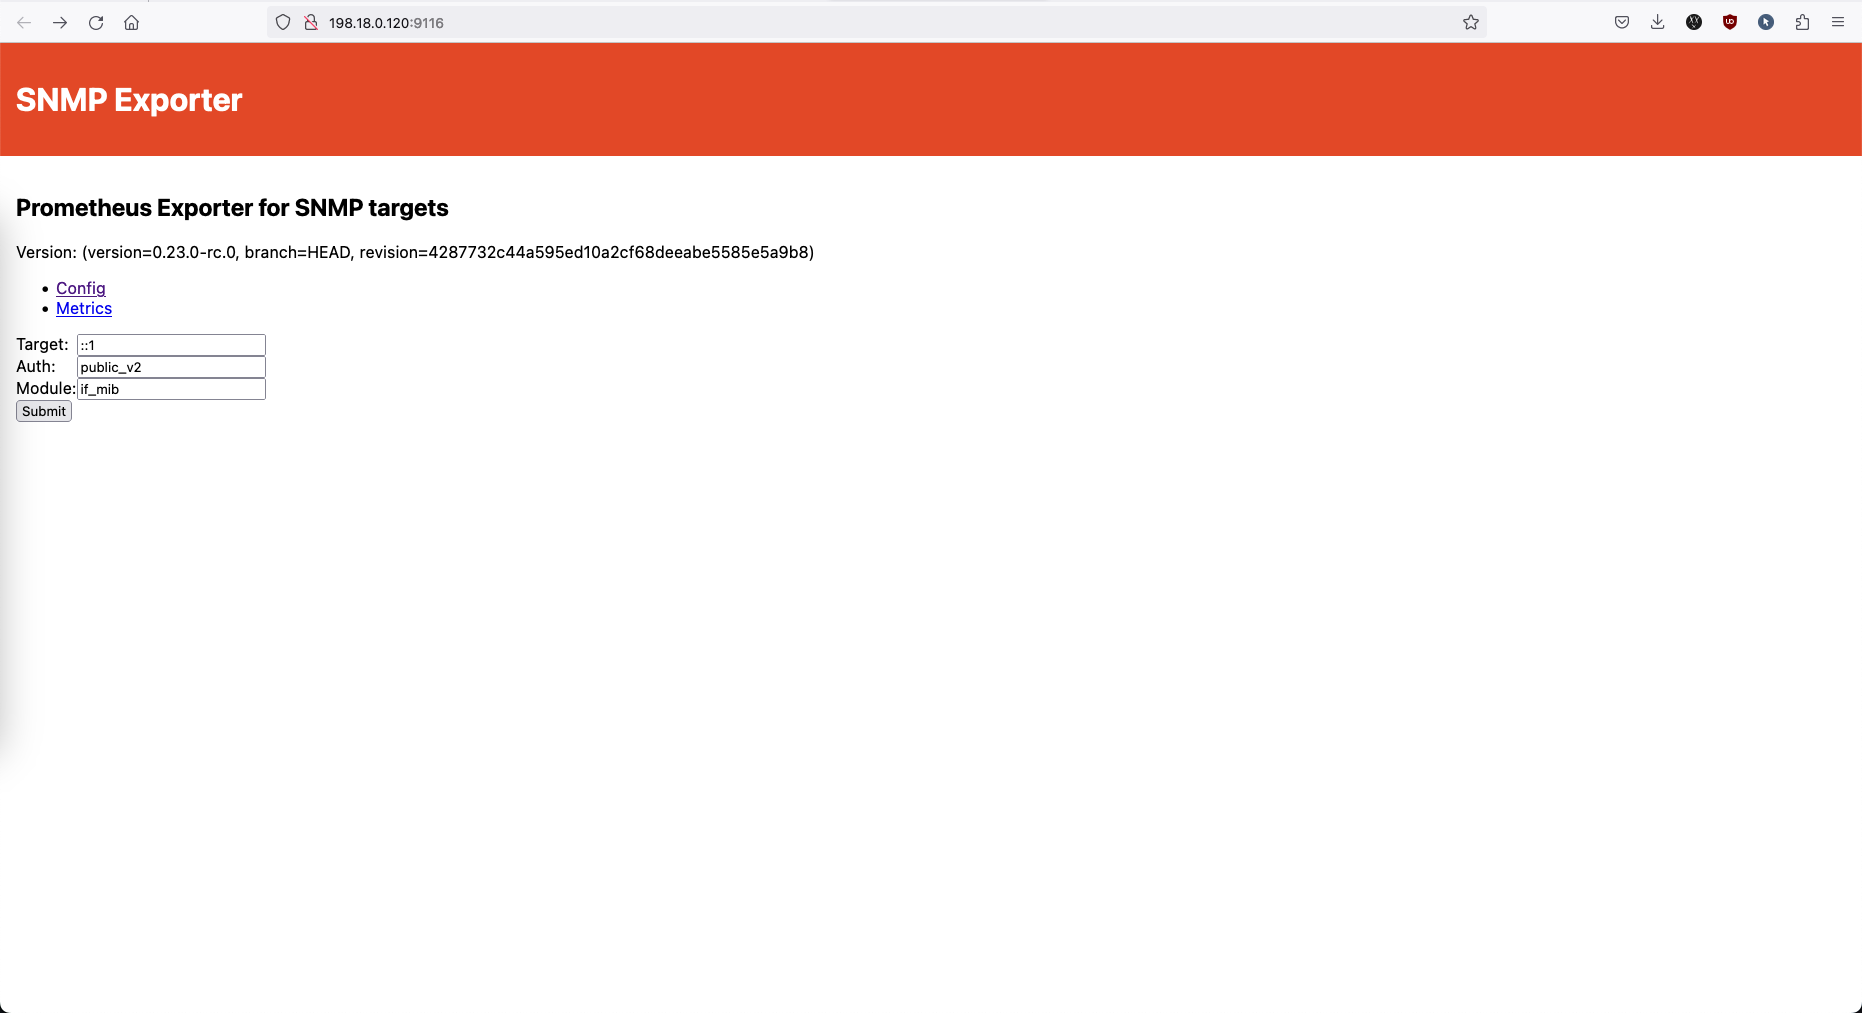 198.18.0.120:9116
SNMP Exporter
Prometheus Exporter for SNMP targets
Version: (version=0.23.0-rc.0, branch=HEAD, revision=4287732c44a595ed10a2cf68deeabe5585e5a9b8)
Config
Metrics
Target: ::1
Auth: public_v2
Module: if_mib
Submit